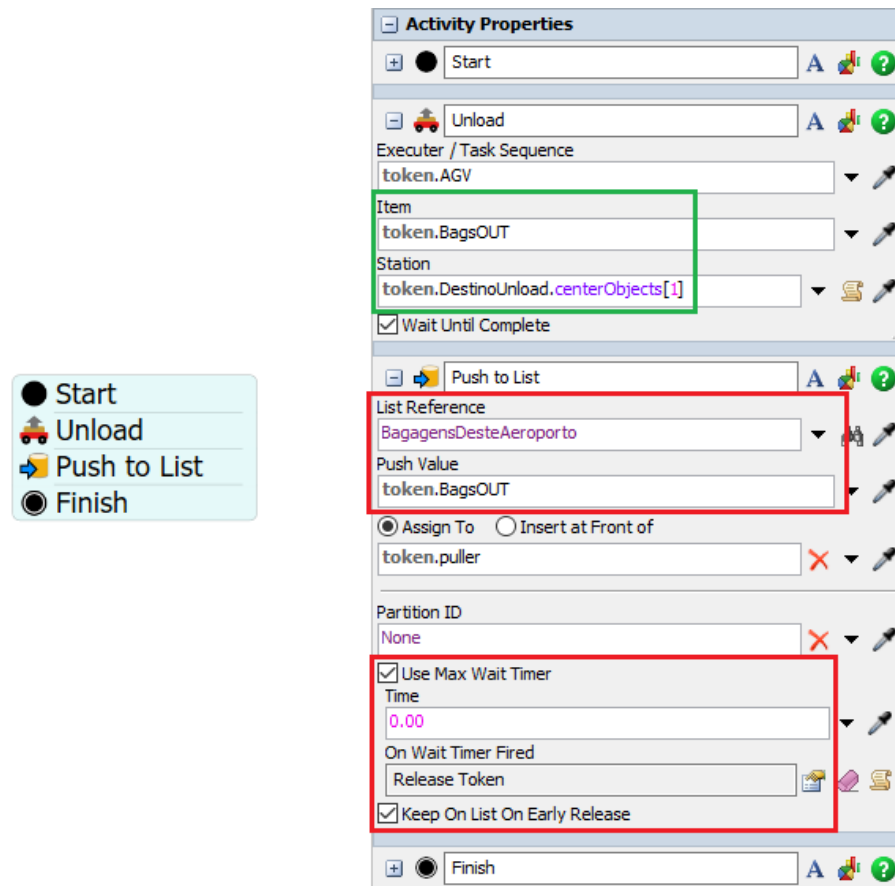 Start
Unload
Push to List
Finish
Activity Properties
Start
Unload
Executer / Task Sequence
token.AGV
Item
token.BagsOUT
Station
token.DestinoUnload.centerObjects[1]
Wait Until Complete
Push to List
List Reference
BagagensDesteAeroporto
Push Value
token.BagsOUT
Assign To Insert at Front of
token.puller
Partition ID
None
Use Max Wait Timer
Time
0.00
On Wait Timer Fired
Release Token
Keep On List On Early Release
Finish